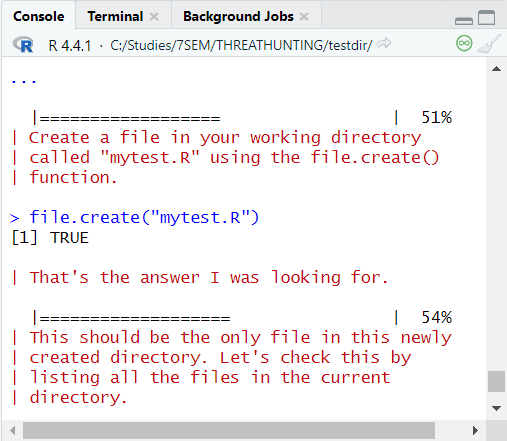 Console Terminal Background Jobs
R R 4.4.1 · C:/Studies/7SEM/THREATHUNTING/testdir/
...
|================== | 51%
| Create a file in your working directory
| called "mytest.R" using the file.create()
| function.
> file.create("mytest.R")
[1] TRUE
| That's the answer I was looking for.
|=================== | 54%
| This should be the only file in this newly
| created directory. Let's check this by
| listing all the files in the current
| directory.